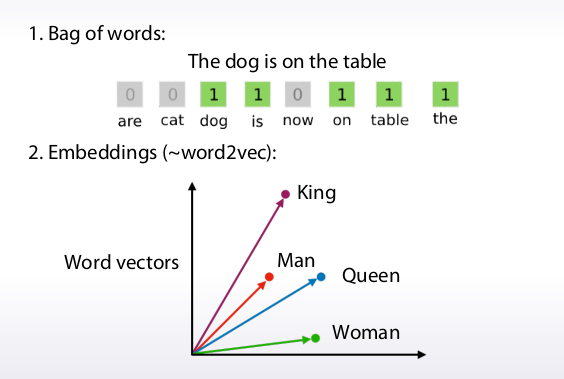 1. Bag of words:
The dog is on the table
0 0 1 1 0 1 1 1
are cat dog is now on table the
2. Embeddings (~word2vec):
King
Man
Word vectors
Queen
Woman